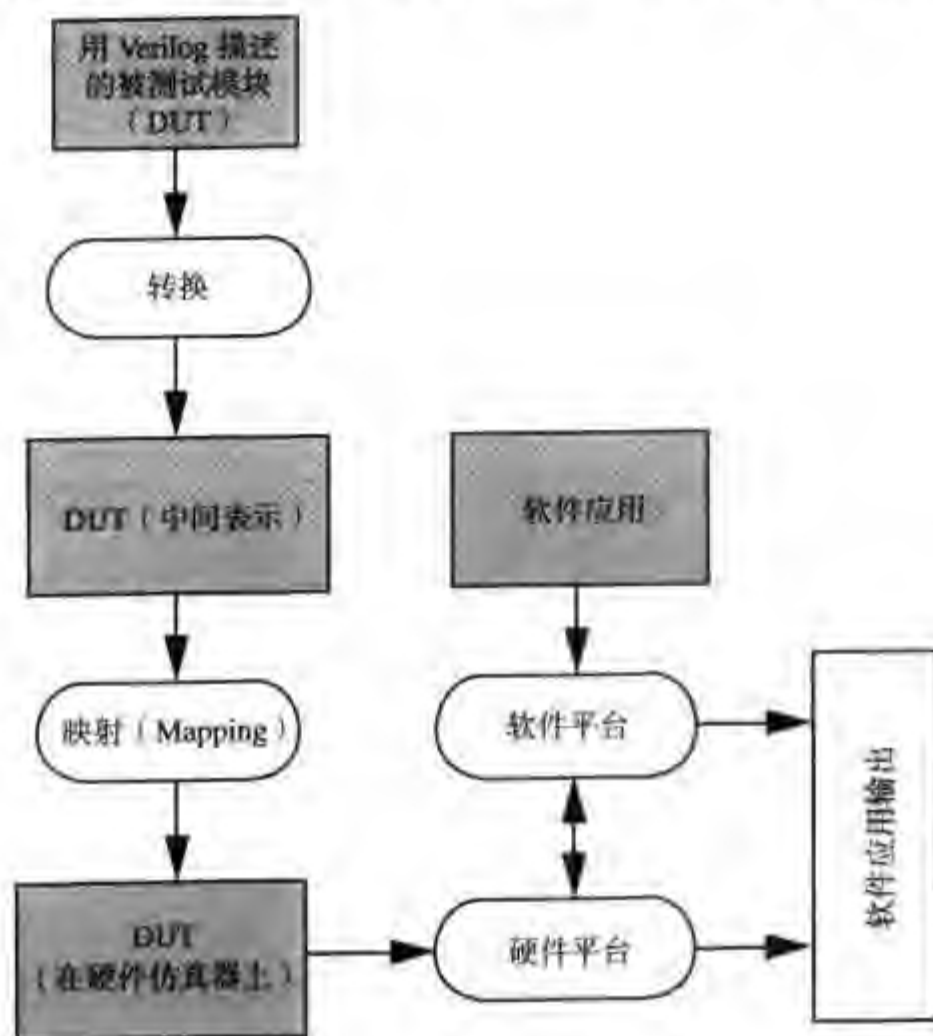 用 Verilog 描述
的被测试模块
（DUT）
转换
DUT（中间表示）
软件应用
映射（Mapping）
软件平台
软件应用输出
DUT
（在硬件仿真器上）
硬件平台